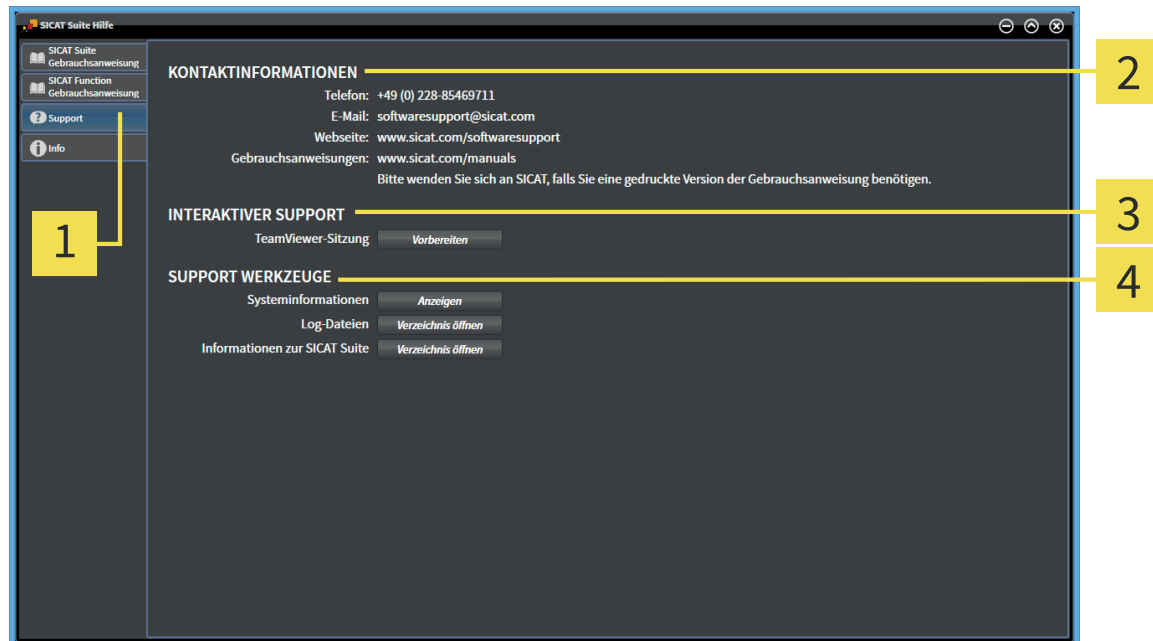 SICAT Suite Hilfe
SICAT Suite
Gebrauchsanweisung
SICAT Function
Gebrauchsanweisung
Support
Info
KONTAKTINFORMATIONEN
Telefon: +49 (0) 228-85469711
E-Mail: softwaresupport@sicat.com
Webseite: www.sicat.com/softwaresupport
Gebrauchsanweisungen: www.sicat.com/manuals
Bitte wenden Sie sich an SICAT, falls Sie eine gedruckte Version der Gebrauchsanweisung benötigen.
INTERAKTIVER SUPPORT
TeamViewer-Sitzung Vorbereiten
SUPPORT WERKZEUGE
Systeminformationen Anzeigen
Log-Dateien Verzeichnis öffnen
Informationen zur SICAT Suite Verzeichnis öffnen
1
2
3
4